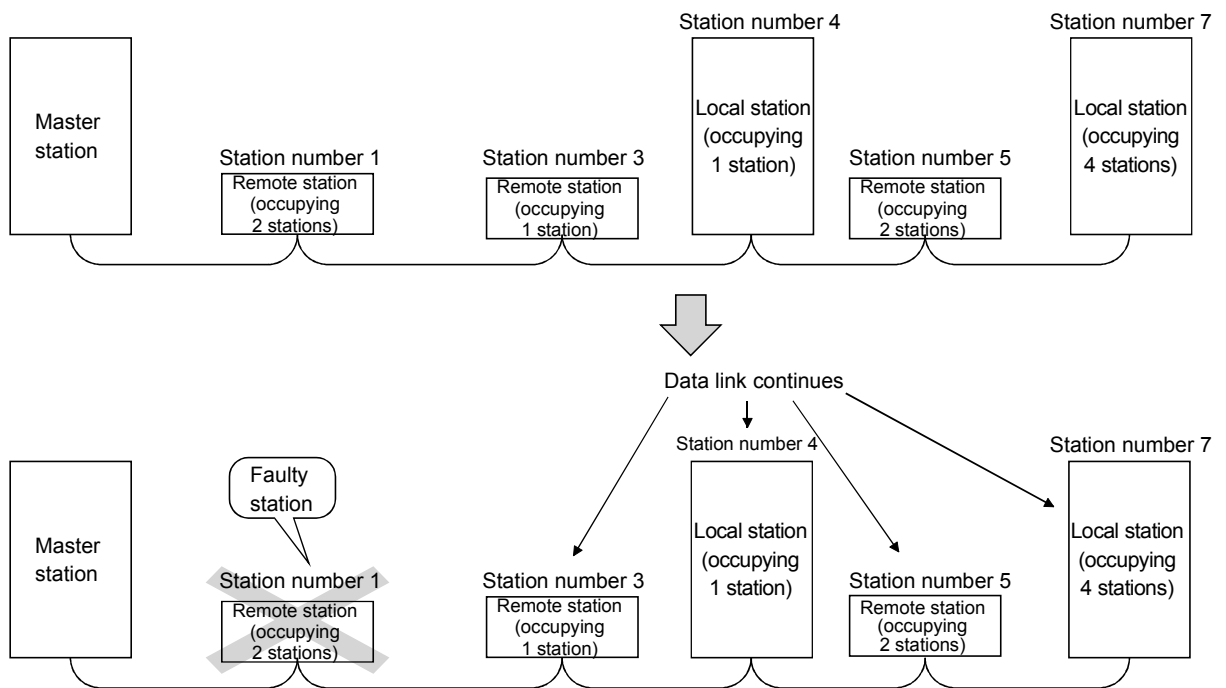 Station number 4
Station number 7
Master
station
Station number 1
Remote station
(occupying
2 stations)
Station number 3
Remote station
(occupying
1 station)
Local station
(occupying
1 station)
Station number 5
Remote station
(occupying
2 stations)
Local station
(occupying
4 stations)
Data link continues
Station number 4
Station number 7
Master
station
Faulty
station
Station number 1
Remote station
(occupying
2 stations)
Station number 3
Remote station
(occupying
1 station)
Local station
(occupying
1 station)
Station number 5
Remote station
(occupying
2 stations)
Local station
(occupying
4 stations)